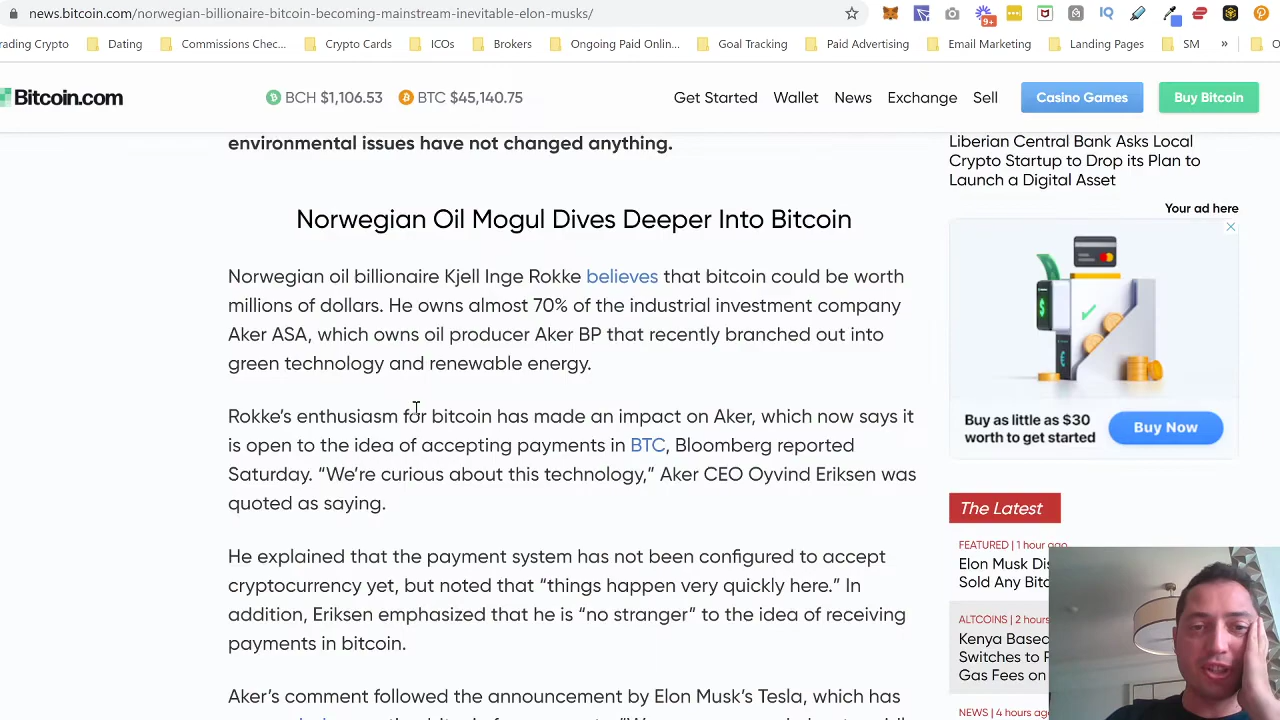 news.bitcoin.com/norwegian-billionaire-bitcoin-becoming-mainstream-inevitable-elon-musks/
9+
IQ
rading Crypto Dating Commissions Chec... Crypto Cards ICOs Brokers Ongoing Paid Onlin... Goal Tracking Paid Advertising Email Marketing Landing Pages SM » O
Bitcoin.com
BCH $1,106.53 BTC $45,140.75
Get Started Wallet News Exchange Sell Casino Games Buy Bitcoin
environmental issues have not changed anything.
Norwegian Oil Mogul Dives Deeper Into Bitcoin
Norwegian oil billionaire Kjell Inge Rokke believes that bitcoin could be worth
millions of dollars. He owns almost 70% of the industrial investment company
Aker ASA, which owns oil producer Aker BP that recently branched out into
green technology and renewable energy.
Rokke's enthusiasm for bitcoin has made an impact on Aker, which now says it
is open to the idea of accepting payments in BTC, Bloomberg reported
Saturday. “We're curious about this technology,” Aker CEO Oyvind Eriksen was
quoted as saying.
He explained that the payment system has not been configured to accept
cryptocurrency yet, but noted that “things happen very quickly here.” In
addition, Eriksen emphasized that he is “no stranger” to the idea of receiving
payments in bitcoin.
Aker's comment followed the announcement by Elon Musk's Tesla, which has
Liberian Central Bank Asks Local
Crypto Startup to Drop its Plan to
Launch a Digital Asset
Your ad here
Buy as little as $30
worth to get started
Buy Now
The Latest
FEATURED | 1 hour ago
Elon Musk Dis
Sold Any Bitc
ALTCOINS | 2 hours
Kenya Based
Switches to
Gas Fees on
NEWS | 4 hours ago